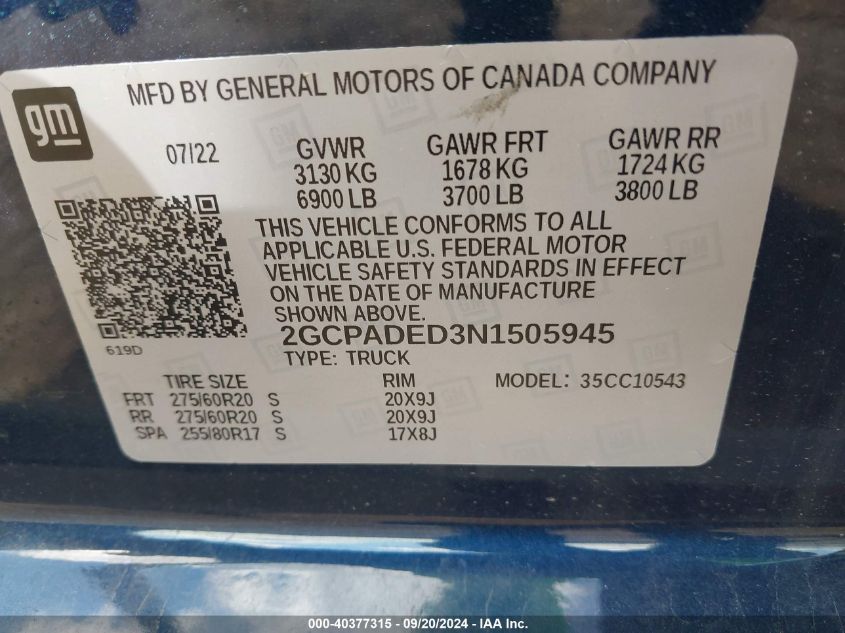 MFD BY GENERAL MOTORS OF CANADA COMPANY
gm
07/22 GVWR GAWR FRT GAWR RR
3130 KG 1678 KG 1724 KG
6900 LB 3700 LB 3800 LB
THIS VEHICLE CONFORMS TO ALL
APPLICABLE U.S. FEDERAL MOTOR
VEHICLE SAFETY STANDARDS IN EFFECT
ON THE DATE OF MANUFACTURE
SHOWN ABOVE.
2GCPADED3N1505945
619D
TYPE: TRUCK
TIRE SIZE RIM MODEL: 35CC10543
FRT 275/60R20 S 20X9J
RR 275/60R20 S 20X9J
SPA 255/80R17 S 17X8J
000-40377315 - 09/20/2024 - IAA Inc.